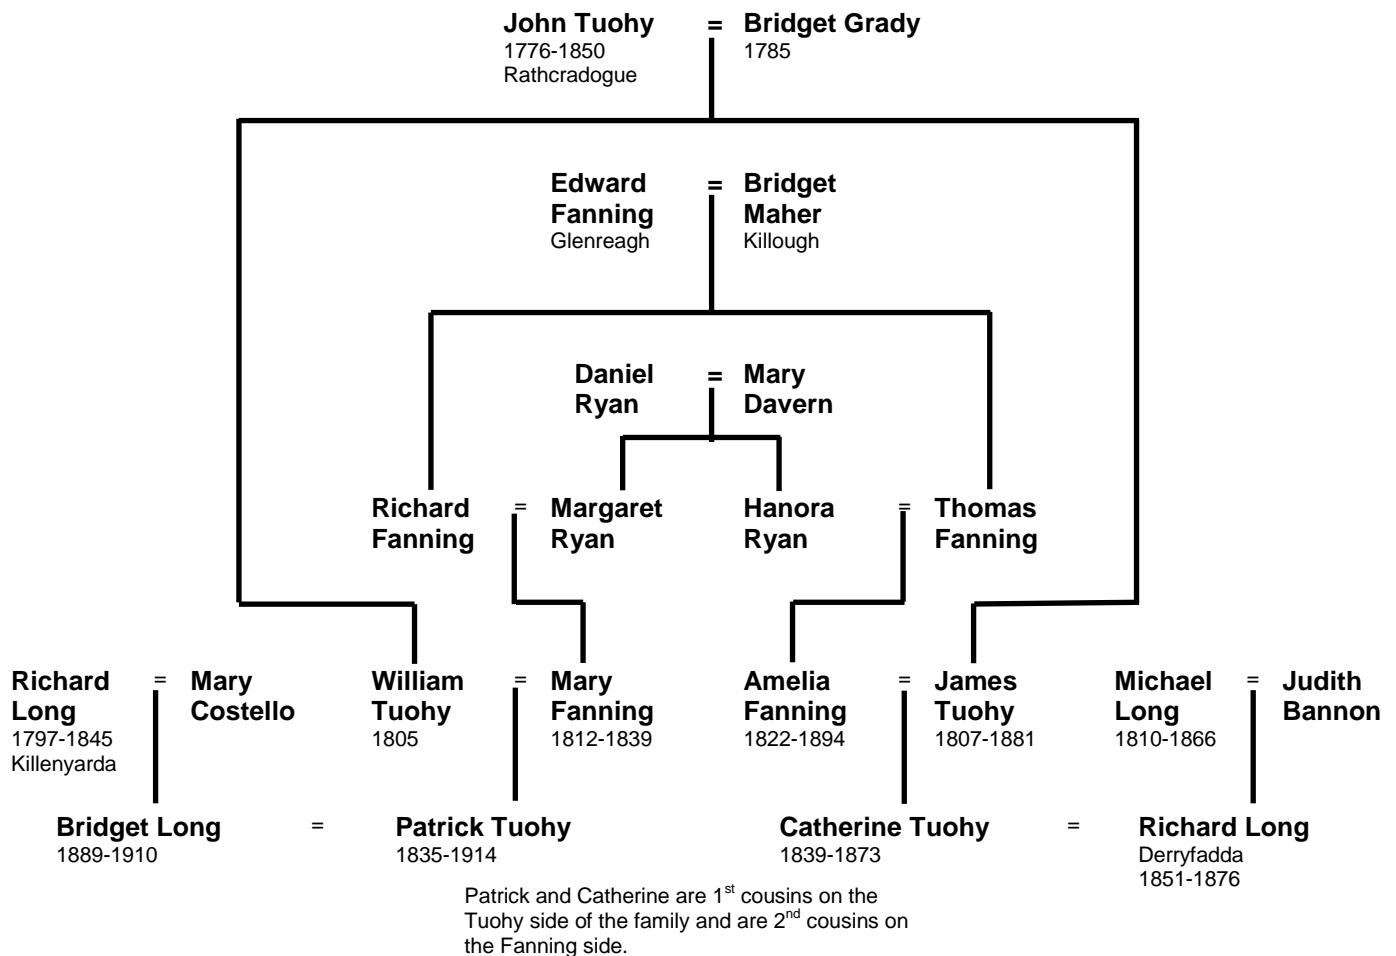 John Tuohy = Bridget Grady
1776-1850 1785
Rathcradogue
Edward = Bridget
Fanning Maher
Glenreagh Killough
Daniel = Mary
Ryan Davern
Richard = Margaret Hanora = Thomas
Fanning Ryan Ryan Fanning
Richard = Mary William = Mary Amelia = James Michael = Judith
Long Costello Tuohy Fanning Fanning Tuohy Long Bannon
1797-1845 1805 1812-1839 1822-1894 1807-1881 1810-1866
Killenyarda
Bridget Long = Patrick Tuohy Catherine Tuohy = Richard Long
1889-1910 1835-1914 1839-1873 Derryfadda
1851-1876
Patrick and Catherine are 1st cousins on the
Tuohy side of the family and are 2nd cousins on
the Fanning side.